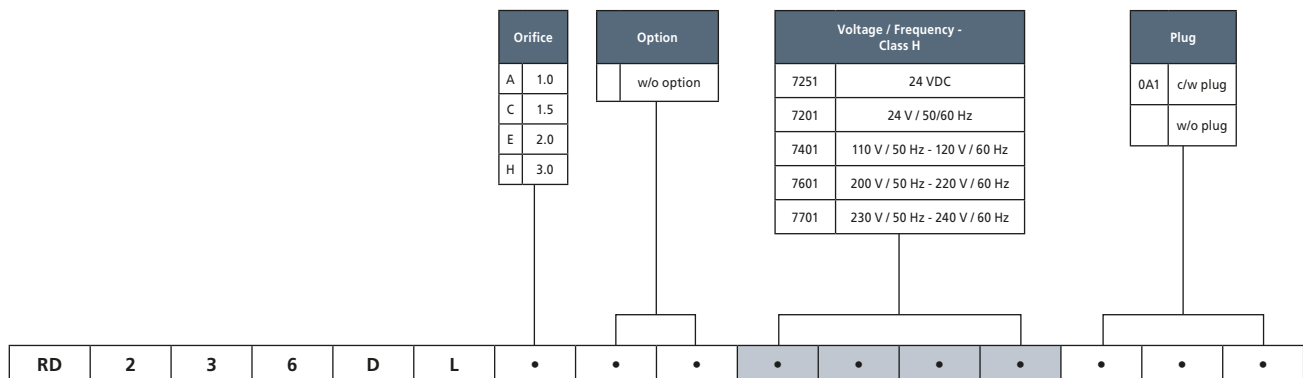 Orifice
A 1.0
C 1.5
E 2.0
H 3.0
Option
w/o option
Voltage / Frequency -
Class H
7251 24 VDC
7201 24 V / 50/60 Hz
7401 110 V / 50 Hz - 120 V / 60 Hz
7601 200 V / 50 Hz - 220 V / 60 Hz
7701 230 V / 50 Hz - 240 V / 60 Hz
Plug
0A1 c/w plug
w/o plug
RD 2 3 6 D L • • • • • • • • • •